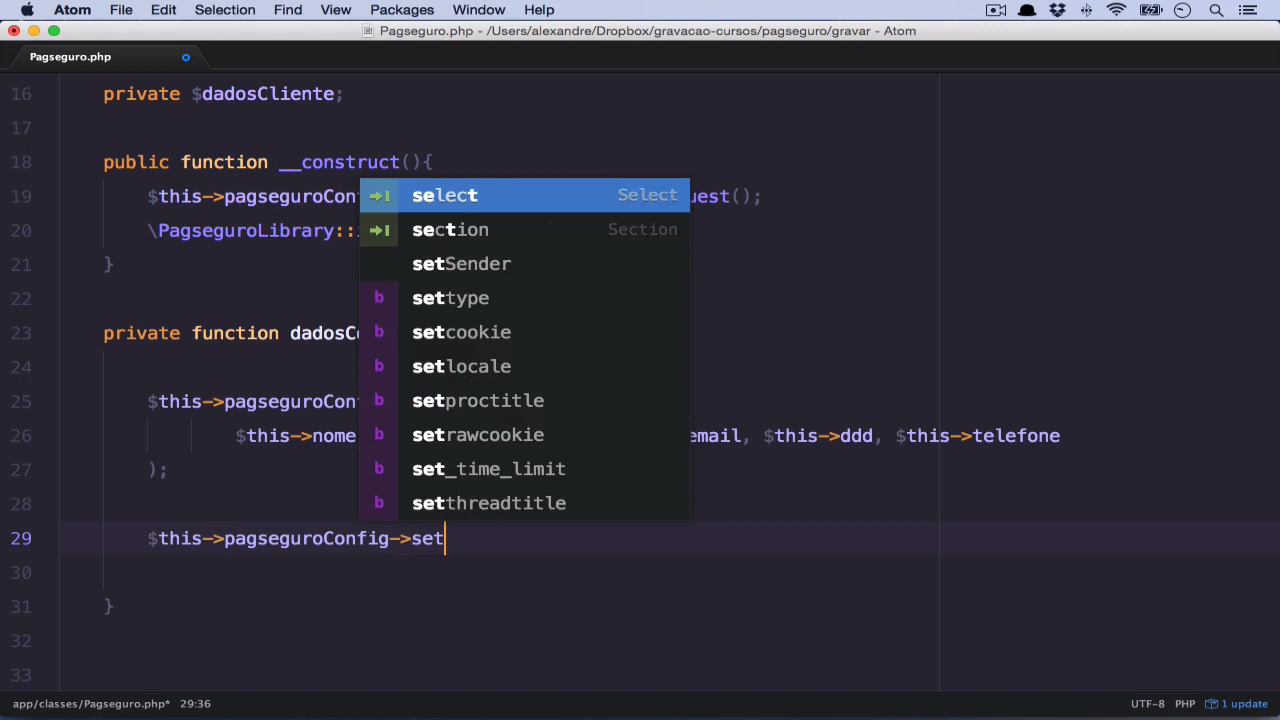 Atom File Edit Selection Find View Packages Window Help
Pagseguro.php - /Users/alexandre/Dropbox/gravacao-cursos/pagseguro/gravar - Atom
Pagseguro.php
16 private $dadosCliente;
17
18 public function __construct(){
19 $this->pagseguroConf uest();
select Select
section Section
20 \PagseguroLibrary::
21 }
setSender
22
settype
23 private function dadosC
setcookie
24
setlocale
25 $this->pagseguroConf
setproctitle
26 $this->nome email, $this->ddd, $this->telefone
setrawcookie
27 );
set_time_limit
28
setthreadtitle
29 $this->pagseguroConfig->set
30
31 }
32
33
app/classes/Pagseguro.php* 29:36 UTF-8 PHP 1 update